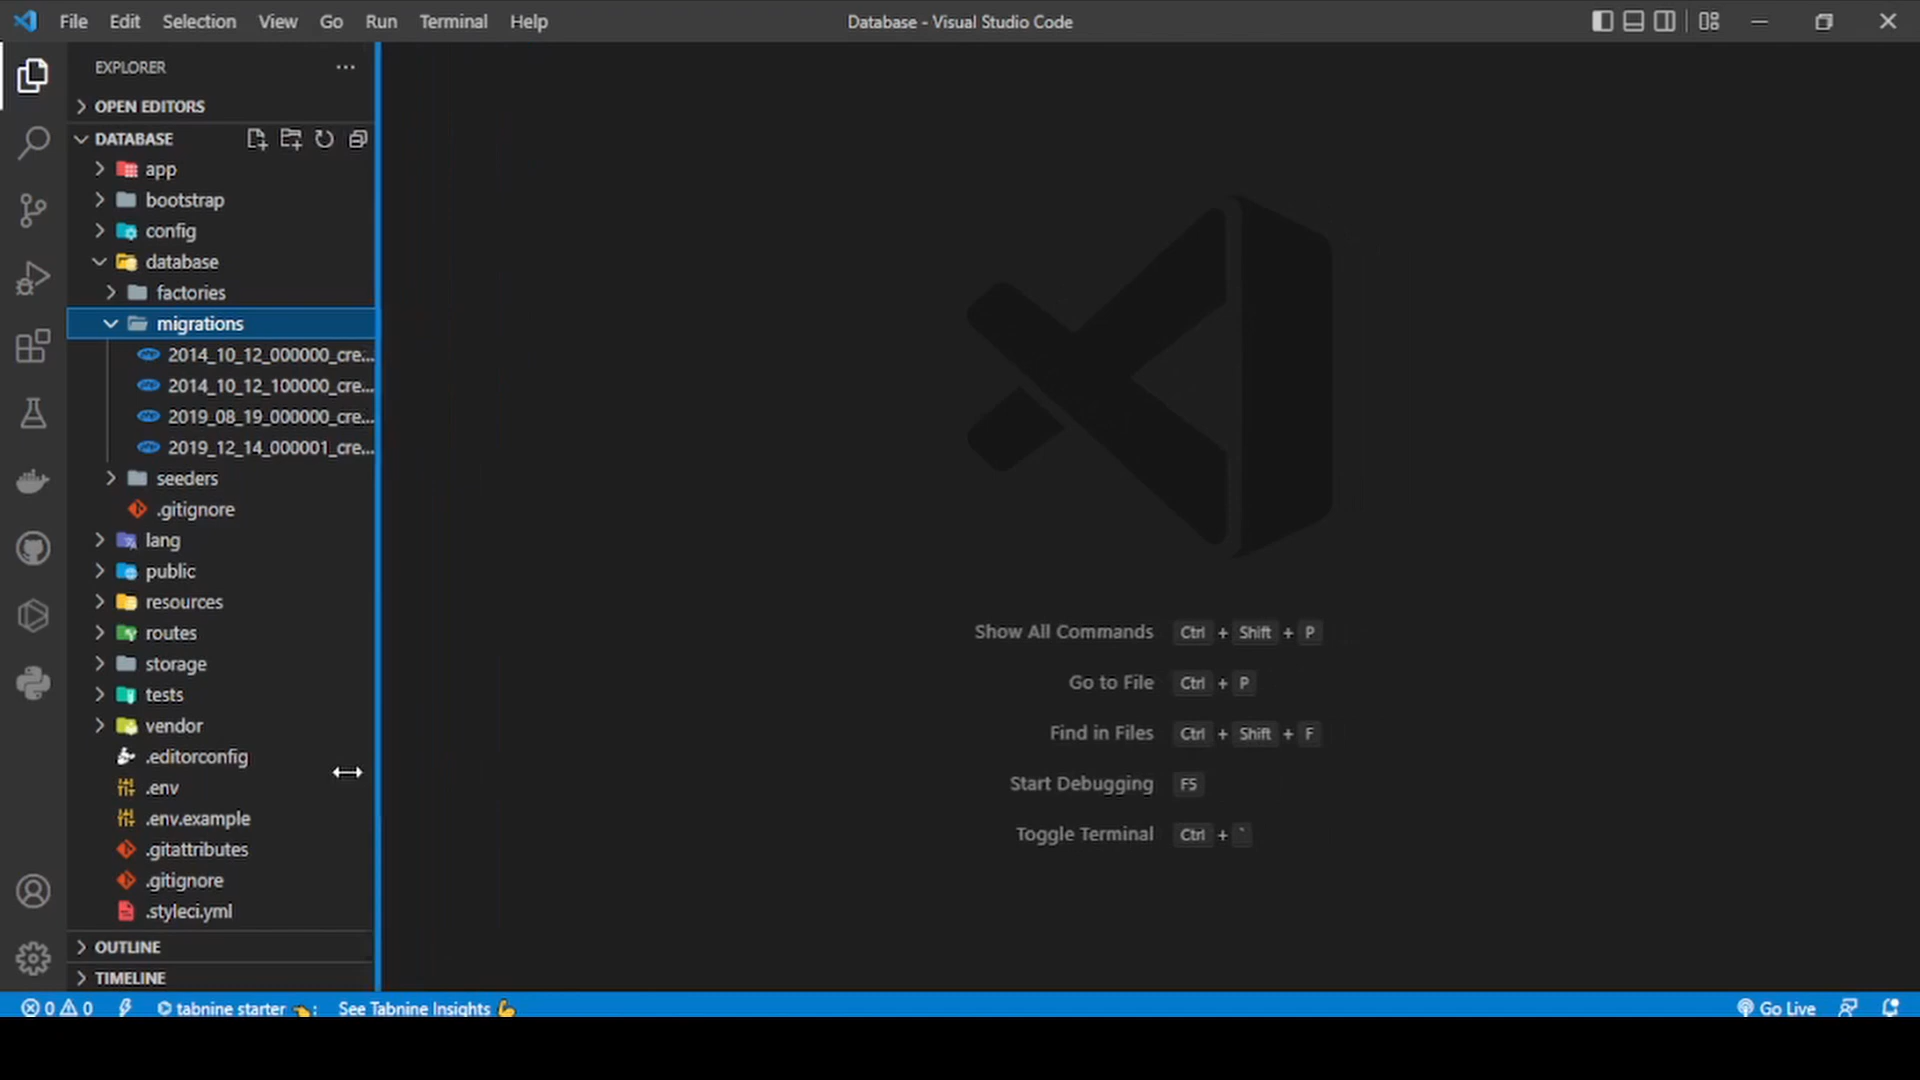 File Edit Selection View Go Run Terminal Help
Database - Visual Studio Code
EXPLORER
OPEN EDITORS
DATABASE
app
bootstrap
config
database
factories
migrations
2014_10_12_000000_cre...
2014_10_12_100000_cre...
2019_08_19_000000_cre...
2019_12_14_000001_cre...
seeders
.gitignore
lang
public
resources
routes
storage
tests
vendor
.editorconfig
.env
.env.example
.gitattributes
.gitignore
.styleci.yml
OUTLINE
TIMELINE
Show All Commands Ctrl + Shift + P
Go to File Ctrl + P
Find in Files Ctrl + Shift + F
Start Debugging F5
Toggle Terminal Ctrl + `
0 0 tabnine starter 👈: See Tabnine Insights 💪 Go Live